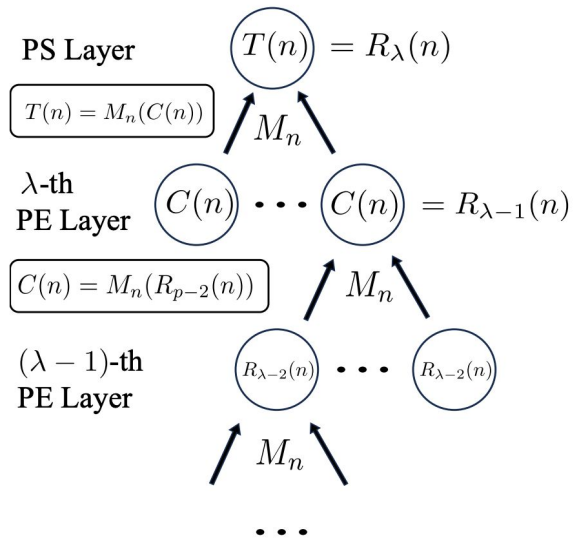 PS Layer
T(n) = R_λ(n)
T(n) = M_n(C(n))
M_n
λ-th
PE Layer
C(n) ··· C(n) = R_{λ−1}(n)
C(n) = M_n(R_{p−2}(n))
M_n
(λ − 1)-th
PE Layer
R_{λ−2}(n) ··· R_{λ−2}(n)
M_n
···